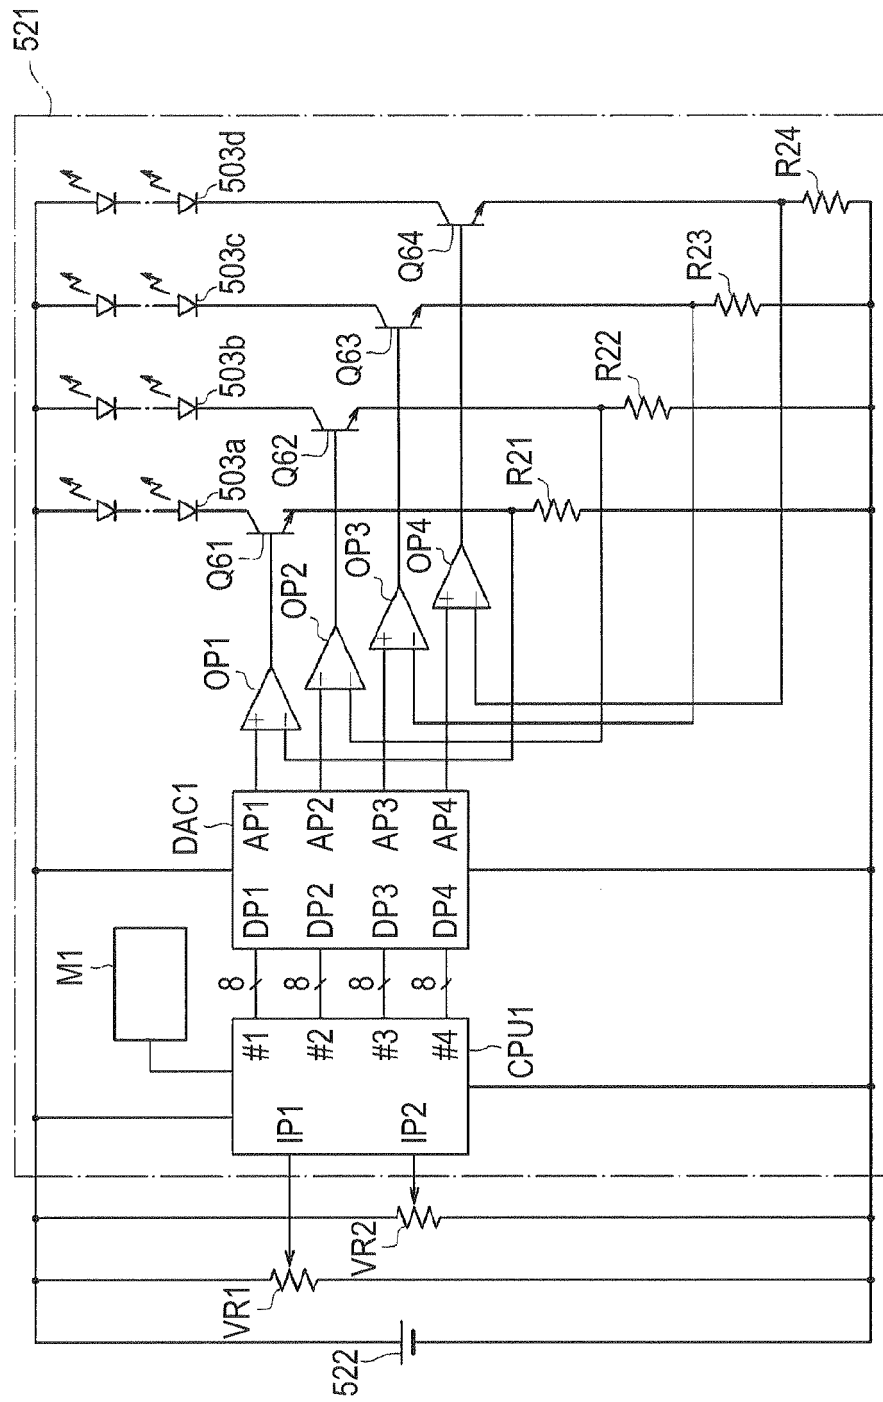 521
503a
503b
503c
503d
Q61
Q62
Q63
Q64
OP1
OP2
OP3
OP4
R21
R22
R23
R24
M1
DAC1
#1
#2
#3
#4
8
8
8
8
DP1 AP1
DP2 AP2
DP3 AP3
DP4 AP4
IP1
IP2
CPU1
VR1
VR2
522
+
−
+
−
+
−
+
−